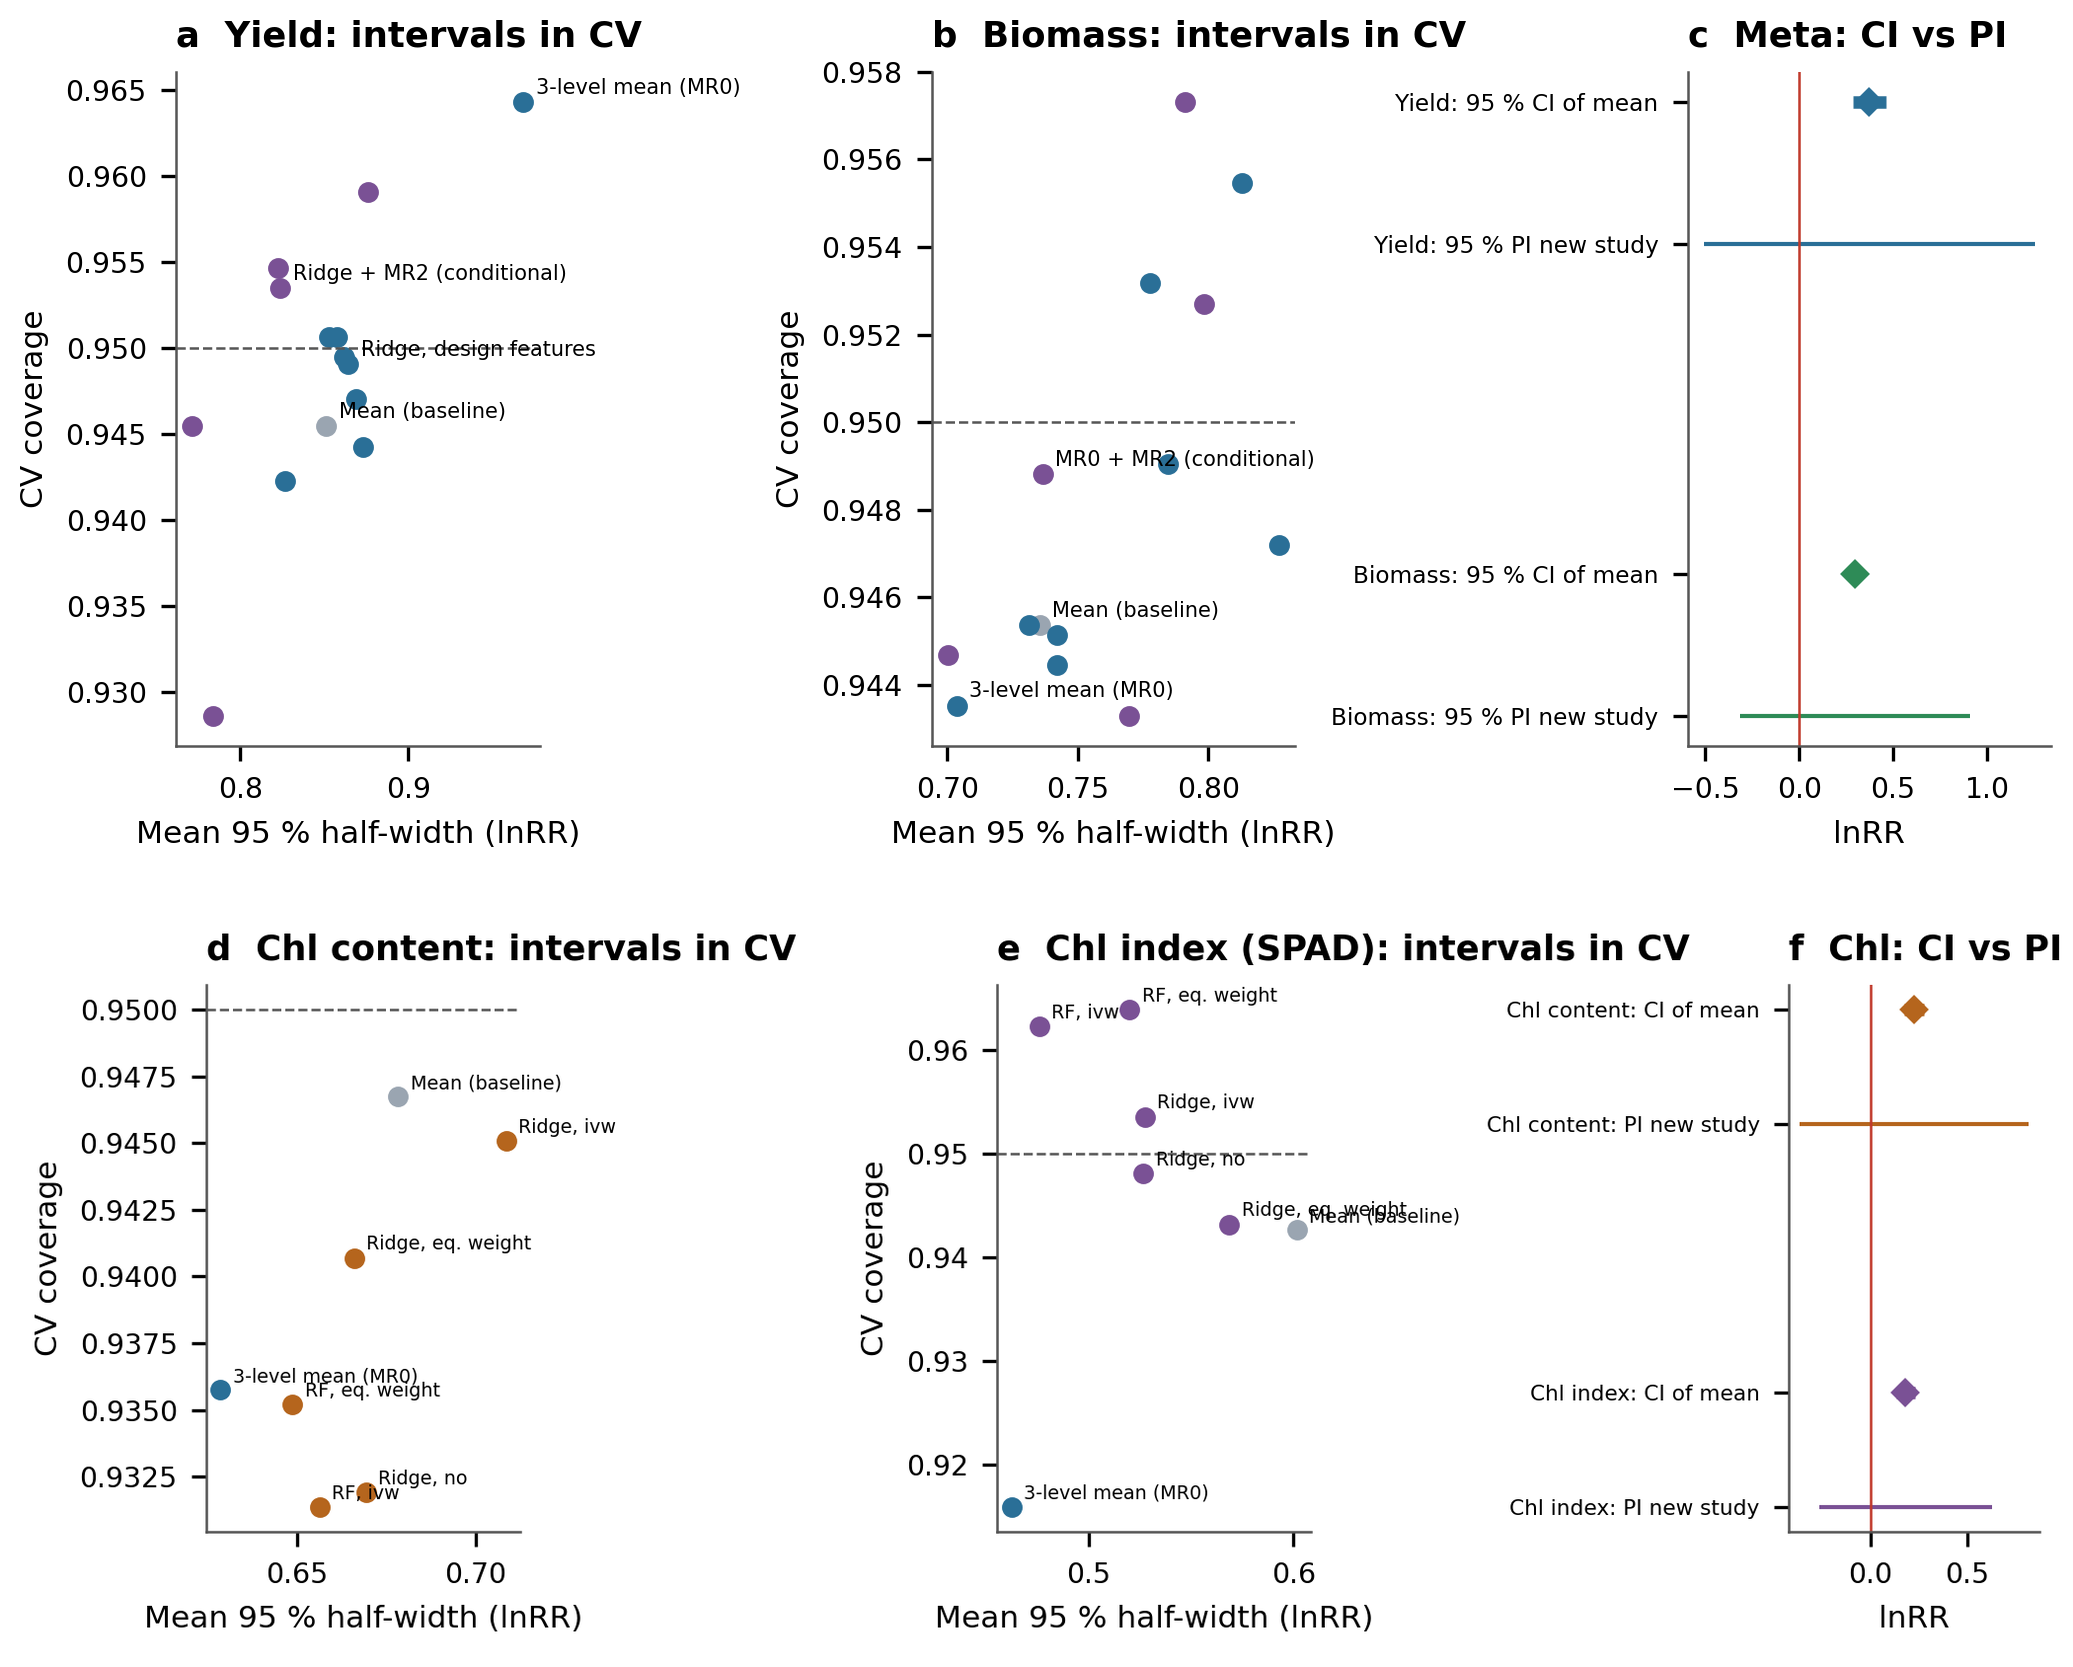 a  Yield: intervals in CV
0.965
0.960
0.955
0.950
0.945
0.940
0.935
0.930
CV coverage
3-level mean (MR0)
Ridge + MR2 (conditional)
Ridge, design features
Mean (baseline)
0.8
0.9
Mean 95 % half-width (lnRR)
b  Biomass: intervals in CV
0.958
0.956
0.954
0.952
0.950
0.948
0.946
0.944
CV coverage
MR0 + MR2 (conditional)
Mean (baseline)
3-level mean (MR0)
0.70
0.75
0.80
Mean 95 % half-width (lnRR)
c  Meta: CI vs PI
Yield: 95 % CI of mean
Yield: 95 % PI new study
Biomass: 95 % CI of mean
Biomass: 95 % PI new study
−0.5
0.0
0.5
1.0
lnRR
d  Chl content: intervals in CV
0.9500
0.9475
0.9450
0.9425
0.9400
0.9375
0.9350
0.9325
CV coverage
Mean (baseline)
Ridge, ivw
Ridge, eq. weight
3-level mean (MR0)
RF, eq. weight
Ridge, no
RF, ivw
0.65
0.70
Mean 95 % half-width (lnRR)
e  Chl index (SPAD): intervals in CV
0.96
0.95
0.94
0.93
0.92
CV coverage
RF, eq. weight
RF, ivw
Ridge, ivw
Ridge, no
Ridge, eq. weight
Mean (baseline)
3-level mean (MR0)
0.5
0.6
Mean 95 % half-width (lnRR)
f  Chl: CI vs PI
Chl content: CI of mean
Chl content: PI new study
Chl index: CI of mean
Chl index: PI new study
0.0
0.5
lnRR